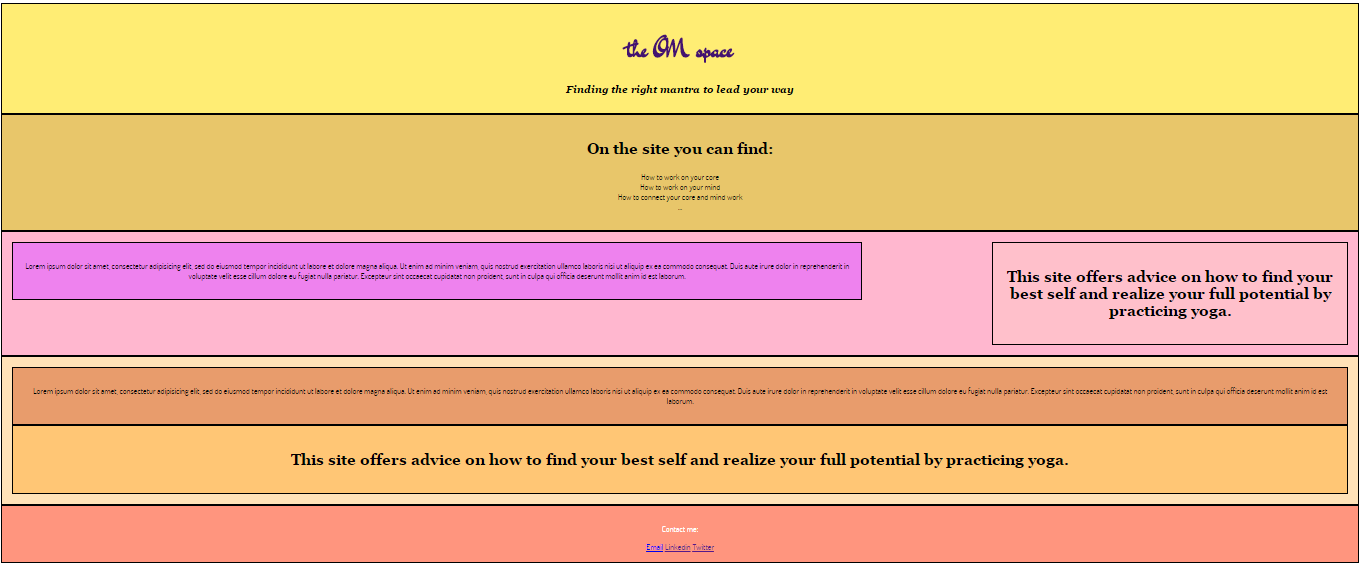 the OM space
Finding the right mantra to lead your way
On the site you can find:
How to work on your core
How to work on your mind
How to connect your core and mind work
...
Lorem ipsum dolor sit amet, consectetur adipisicing elit, sed do eiusmod tempor incididunt ut labore et dolore magna aliqua. Ut enim ad minim veniam, quis nostrud exercitation ullamco laboris nisi ut aliquip ex ea commodo consequat. Duis aute irure dolor in reprehenderit in
voluptate velit esse cillum dolore eu fugiat nulla pariatur. Excepteur sint occaecat cupidatat non proident, sunt in culpa qui officia deserunt mollit anim id est laborum.
This site offers advice on how to find your
best self and realize your full potential by
practicing yoga.
Lorem ipsum dolor sit amet, consectetur adipisicing elit, sed do eiusmod tempor incididunt ut labore et dolore magna aliqua. Ut enim ad minim veniam, quis nostrud exercitation ullamco laboris nisi ut aliquip ex ea commodo consequat. Duis aute irure dolor in reprehenderit in voluptate velit esse cillum dolore eu fugiat nulla pariatur. Excepteur sint occaecat cupidatat non proident, sunt in culpa qui officia deserunt mollit anim id est
laborum.
This site offers advice on how to find your best self and realize your full potential by practicing yoga.
Contact me:
Email Linkedin Twitter